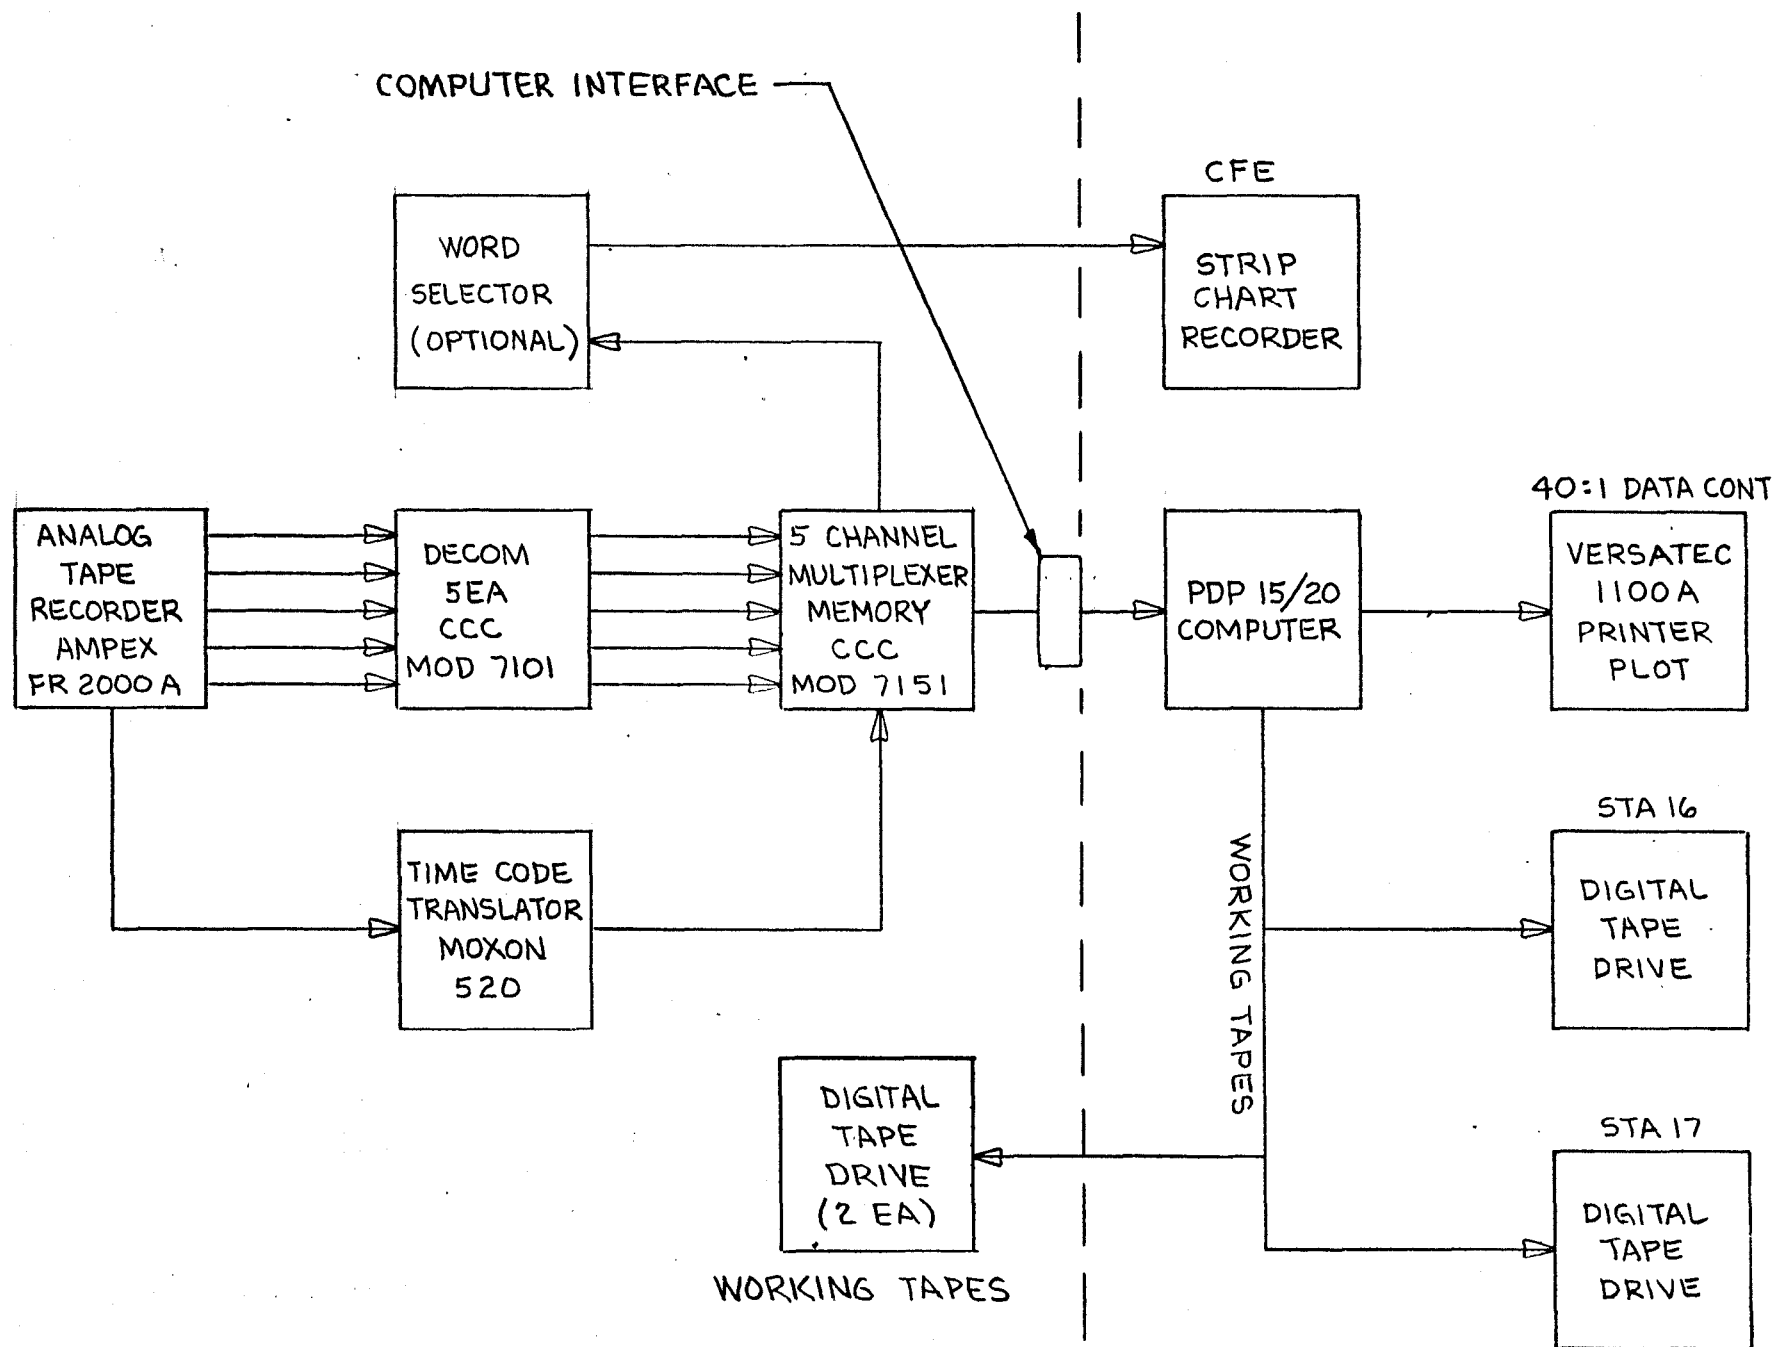 COMPUTER INTERFACE
CFE
WORD
SELECTOR
(OPTIONAL)
STRIP
CHART
RECORDER
40:1 DATA CONT
ANALOG
TAPE
RECORDER
AMPEX
FR 2000 A
DECOM
5EA
CCC
MOD 7101
5 CHANNEL
MULTIPLEXER
MEMORY
CCC
MOD 7151
PDP 15/20
COMPUTER
VERSATEC
1100 A
PRINTER
PLOT
STA 16
TIME CODE
TRANSLATOR
MOXON
520
WORKING TAPES
DIGITAL
TAPE
DRIVE
DIGITAL
TAPE
DRIVE
(2 EA)
WORKING TAPES
STA 17
DIGITAL
TAPE
DRIVE